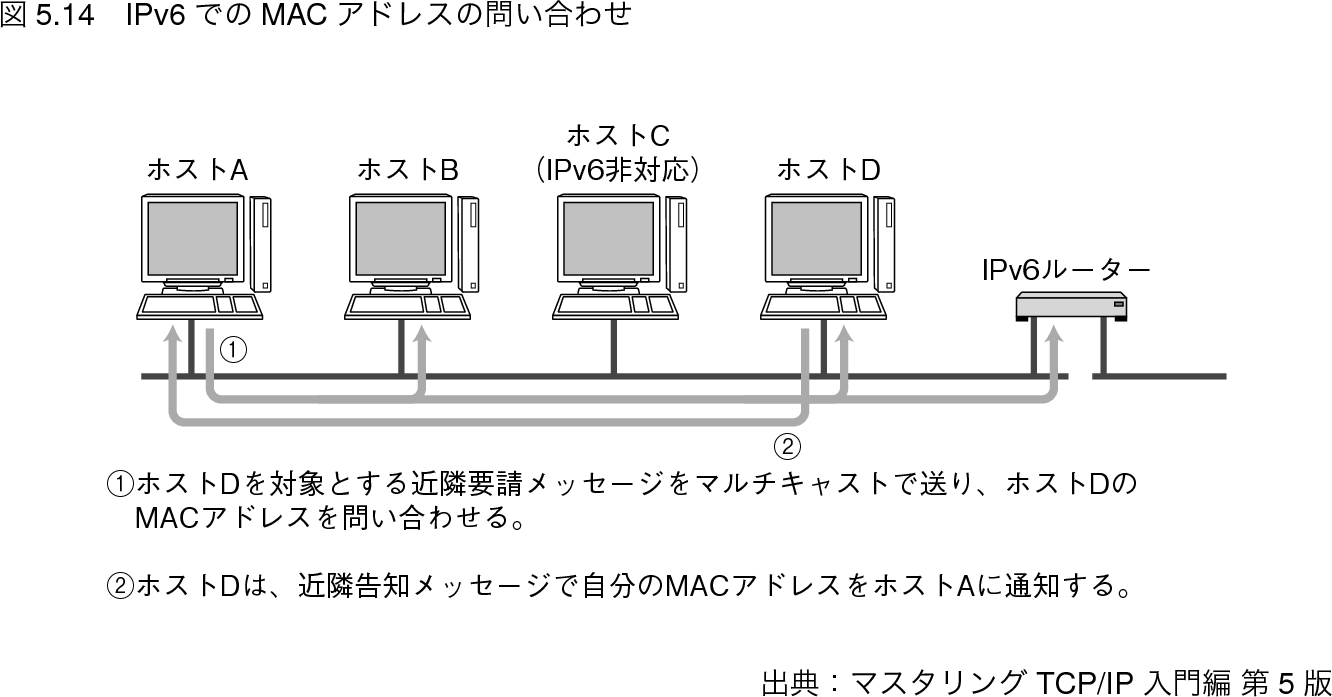 図 5.14 IPv6 での MAC アドレスの問い合わせ
ホストA
ホストB
ホストC
（IPv6非対応）
ホストD
IPv6ルーター
①
②
①ホストDを対象とする近隣要請メッセージをマルチキャストで送り、ホストDの
MACアドレスを問い合わせる。
②ホストDは、近隣告知メッセージで自分のMACアドレスをホストAに通知する。
出典：マスタリング TCP/IP 入門編 第 5 版